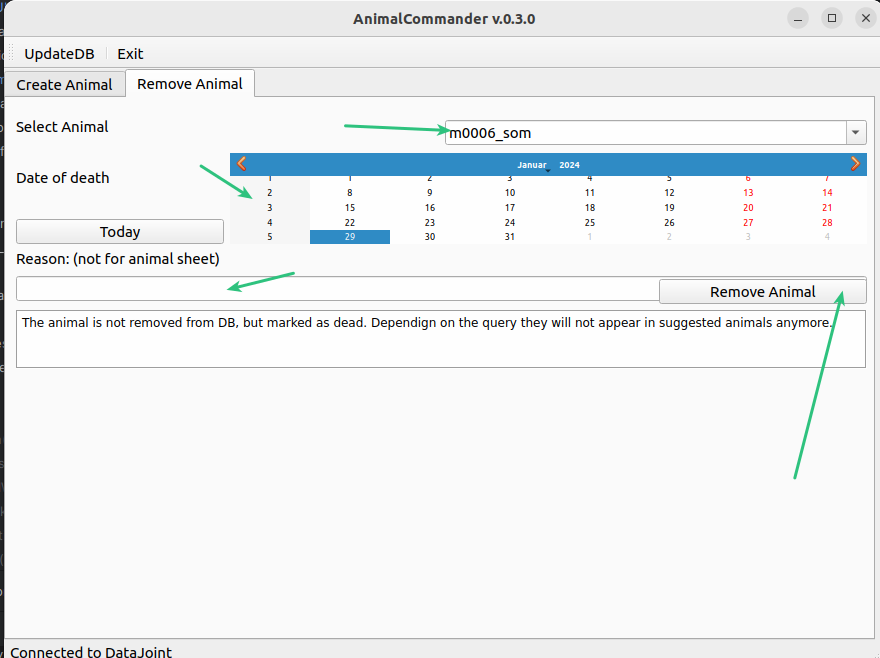 AnimalCommander v.0.3.0
UpdateDB Exit
Create Animal Remove Animal
Select Animal m0006_som
Januar 2024
Date of death
1 1 2 3 4 5 6 7
2 8 9 10 11 12 13 14
3 15 16 17 18 19 20 21
4 22 23 24 25 26 27 28
5 29 30 31 1 2 3 4
Today
Reason: (not for animal sheet)
Remove Animal
The animal is not removed from DB, but marked as dead. Dependign on the query they will not appear in suggested animals anymore.
Connected to DataJoint